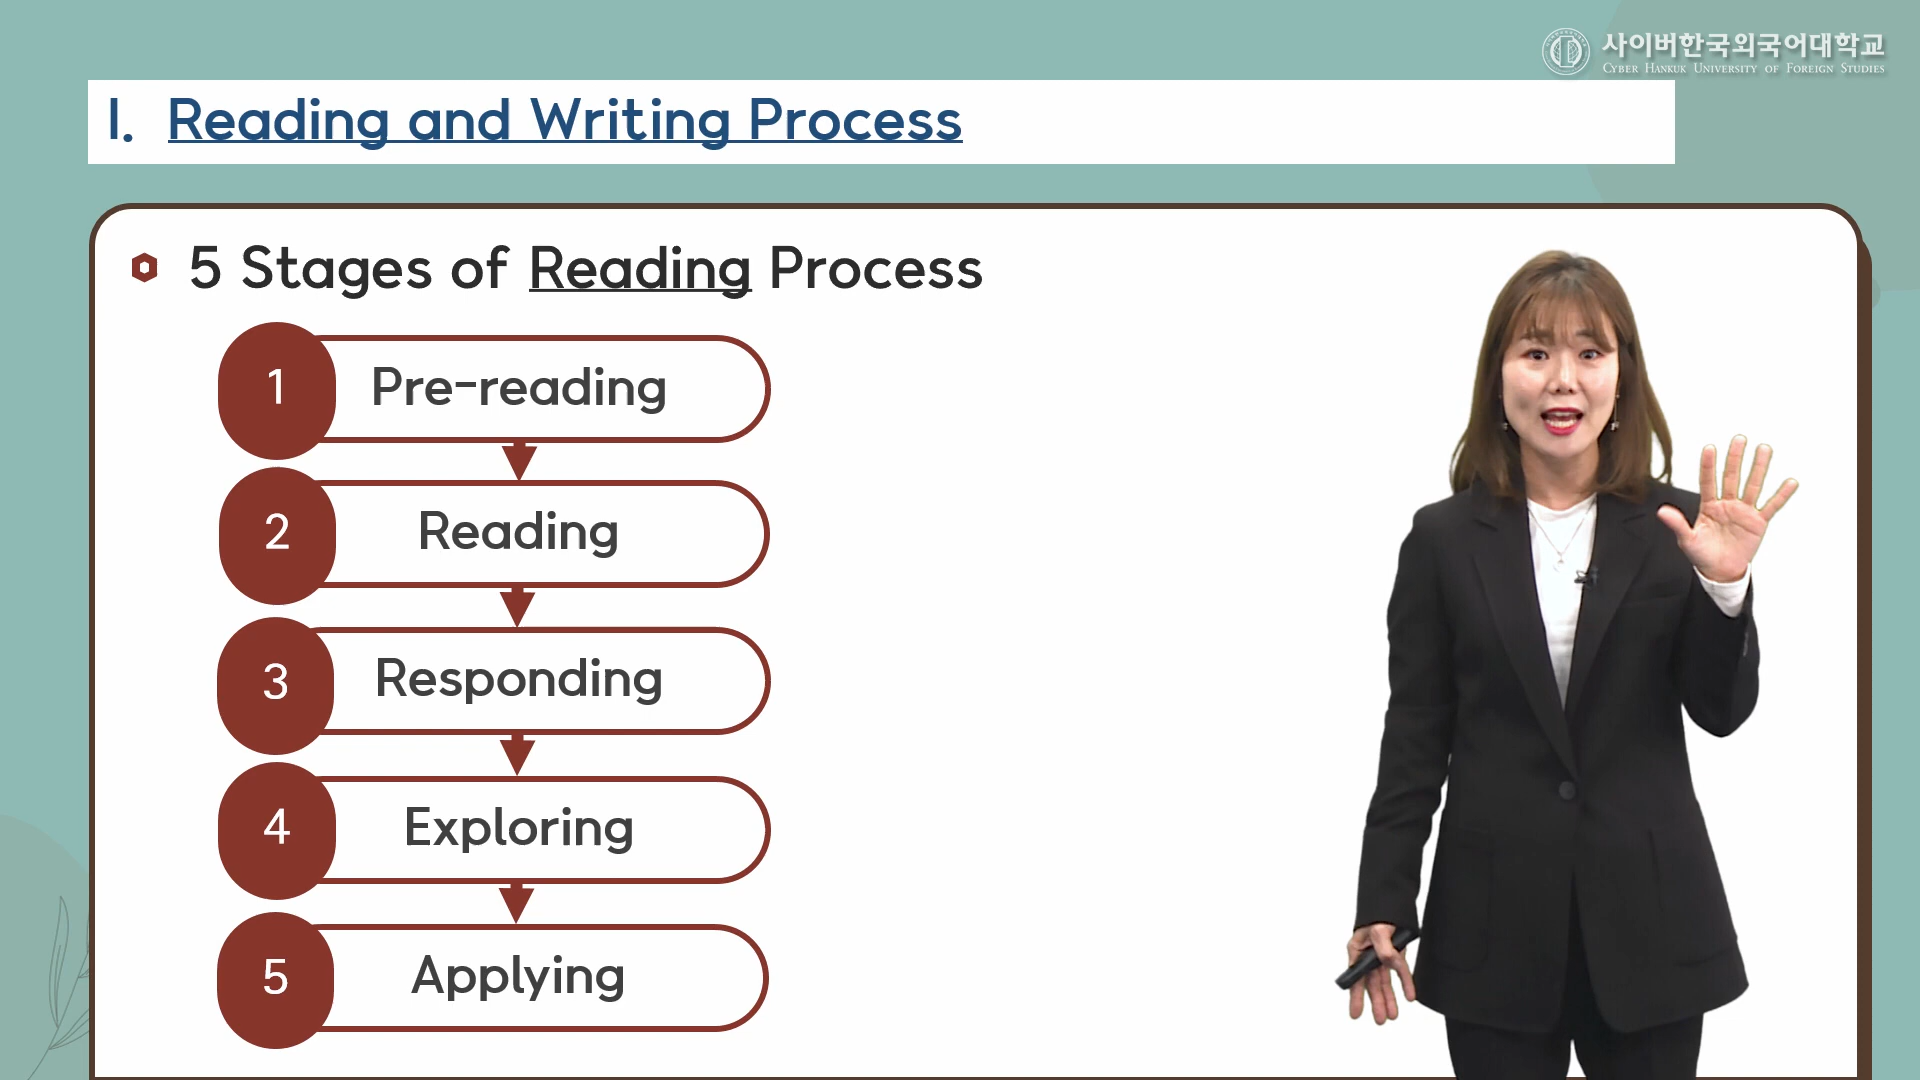 사이버한국외국어대학교
CYBER HANKUK UNIVERSITY OF FOREIGN STUDIES
I. Reading and Writing Process
5 Stages of Reading Process
1 Pre-reading
2 Reading
3 Responding
4 Exploring
5 Applying